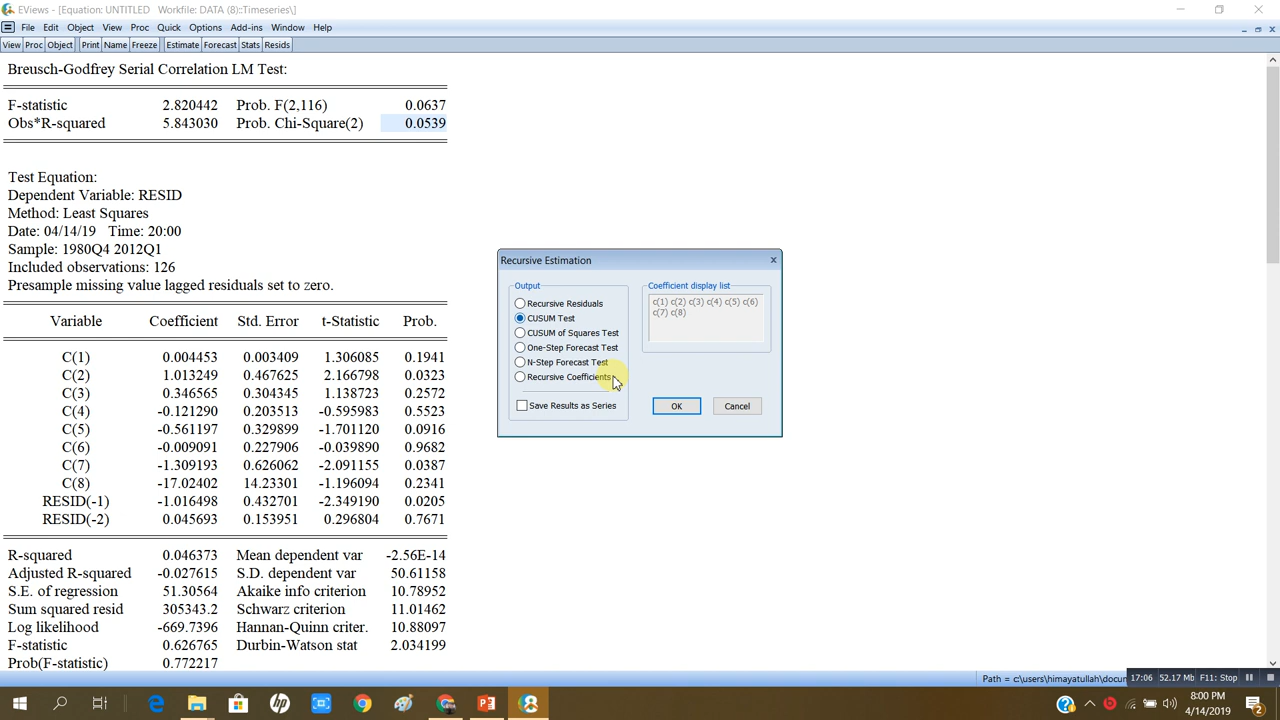 EViews - [Equation: UNTITLED   Workfile: DATA (8)::Timeseries\]
File Edit Object View Proc Quick Options Add-ins Window Help
View Proc Object Print Name Freeze Estimate Forecast Stats Resids
Breusch-Godfrey Serial Correlation LM Test:
F-statistic 2.820442 Prob. F(2,116) 0.0637
Obs*R-squared 5.843030 Prob. Chi-Square(2) 0.0539
Test Equation:
Dependent Variable: RESID
Method: Least Squares
Date: 04/14/19 Time: 20:00
Sample: 1980Q4 2012Q1
Included observations: 126
Presample missing value lagged residuals set to zero.
Variable Coefficient Std. Error t-Statistic Prob.
C(1) 0.004453 0.003409 1.306085 0.1941
C(2) 1.013249 0.467625 2.166798 0.0323
C(3) 0.346565 0.304345 1.138723 0.2572
C(4) -0.121290 0.203513 -0.595983 0.5523
C(5) -0.561197 0.329899 -1.701120 0.0916
C(6) -0.009091 0.227906 -0.039890 0.9682
C(7) -1.309193 0.626062 -2.091155 0.0387
C(8) -17.02402 14.23301 -1.196094 0.2341
RESID(-1) -1.016498 0.432701 -2.349190 0.0205
RESID(-2) 0.045693 0.153951 0.296804 0.7671
R-squared 0.046373 Mean dependent var -2.56E-14
Adjusted R-squared -0.027615 S.D. dependent var 50.61158
S.E. of regression 51.30564 Akaike info criterion 10.78952
Sum squared resid 305343.2 Schwarz criterion 11.01462
Log likelihood -669.7396 Hannan-Quinn criter. 10.88097
F-statistic 0.626765 Durbin-Watson stat 2.034199
Prob(F-statistic) 0.772217
Recursive Estimation
Output
Recursive Residuals
CUSUM Test
CUSUM of Squares Test
One-Step Forecast Test
N-Step Forecast Test
Recursive Coefficients
Save Results as Series
Coefficient display list
c(1) c(2) c(3) c(4) c(5) c(6)
c(7) c(8)
OK
Cancel
Path = c:\users\himayatullah\docum
17:06 52.17 MB F11: Stop
8:00 PM
4/14/2019
2